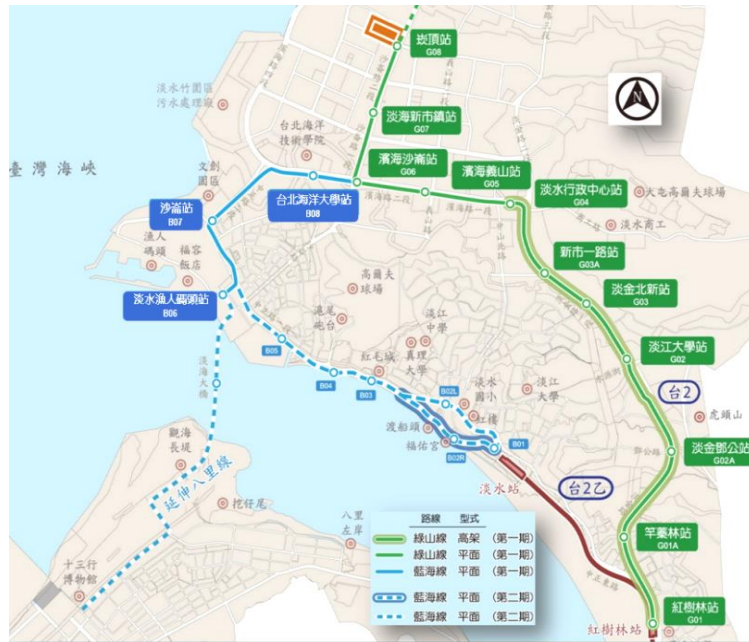 崁頂站
G08
N
淡水竹圍區
污水處理廠
淡海新市鎮站
G07
台北海洋
技術學院
臺灣海峽
濱海沙崙站
G06
濱海義山站
G05
淡水行政中心站
G04
文創
園區
台北海洋大學站
B08
濱海路二段
大屯高爾夫球場
淡水商工
沙崙站
B07
漁人
碼頭
福容
飯店
新市一路站
G03A
高爾夫
球場
淡金北新站
G03
淡水漁人碼頭站
B06
滬尾
砲台
淡江
中學
淡江大學站
G02
B05
紅毛城
真理
大學
淡海大橋
B04
B03
B02L
淡水
國小
淡江
大學
台2
紅樓
虎頭山
渡船頭
福佑宮
B02R
B01
觀海
長堤
淡金鄧公站
G02A
淡水站
台2乙
延伸八里線
挖仔尾
八里
左岸
竿蓁林站
G01A
路線 型式
綠山線 高架 (第一期)
綠山線 平面 (第一期)
藍海線 平面 (第一期)
藍海線 平面 (第二期)
藍海線 平面 (第二期)
十三行
博物館
中正東路
紅樹林站
紅樹林站
G01